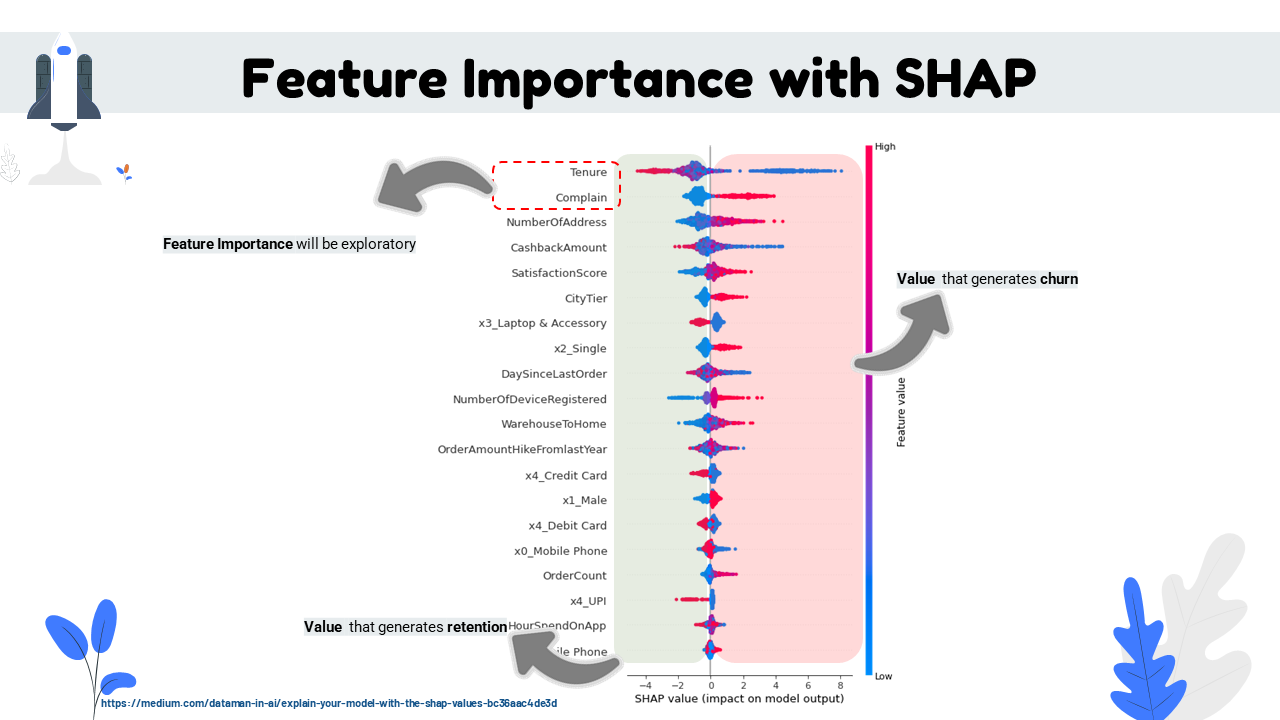 Feature Importance with SHAP
High
Tenure
Complain
NumberOfAddress
Feature Importance will be exploratory
CashbackAmount
SatisfactionScore
Value that generates churn
CityTier
x3_Laptop & Accessory
x2_Single
DaySinceLastOrder
NumberOfDeviceRegistered
Feature value
WarehouseToHome
OrderAmountHikeFromlastYear
x4_Credit Card
x1_Male
x4_Debit Card
x0_Mobile Phone
OrderCount
x4_UPI
Value that generates retention
HourSpendOnApp
Phone
Low
−4 −2 0 2 4 6 8
SHAP value (impact on model output)
https://medium.com/dataman-in-ai/explain-your-model-with-the-shap-values-bc36aac4de3d